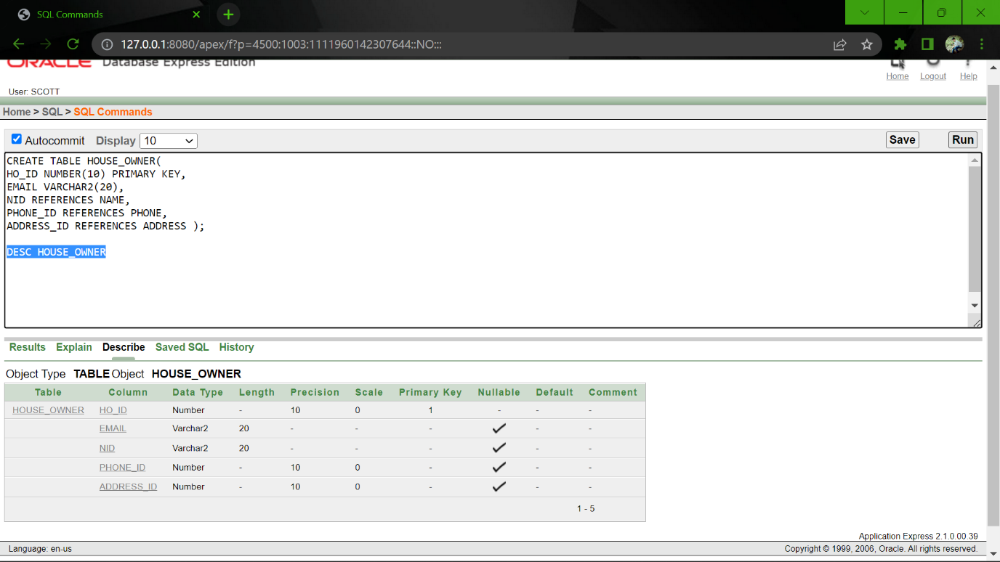 SQL Commands
127.0.0.1:8080/apex/f?p=4500:1003:1111960142307644::NO:::
ORACLE Database Express Edition
Home Logout Help
User: SCOTT
Home > SQL > SQL Commands
Autocommit Display 10 Save Run
CREATE TABLE HOUSE_OWNER(
HO_ID NUMBER(10) PRIMARY KEY,
EMAIL VARCHAR2(20),
NID REFERENCES NAME,
PHONE_ID REFERENCES PHONE,
ADDRESS_ID REFERENCES ADDRESS );
DESC HOUSE_OWNER
Results Explain Describe Saved SQL History
Object Type TABLE Object HOUSE_OWNER
Table Column Data Type Length Precision Scale Primary Key Nullable Default Comment
HOUSE_OWNER HO_ID Number - 10 0 1 - - -
EMAIL Varchar2 20 - - - - -
NID Varchar2 20 - - - - -
PHONE_ID Number - 10 0 - - -
ADDRESS_ID Number - 10 0 - - -
1 - 5
Application Express 2.1.0.00.39
Language: en-us Copyright © 1999, 2006, Oracle. All rights reserved.